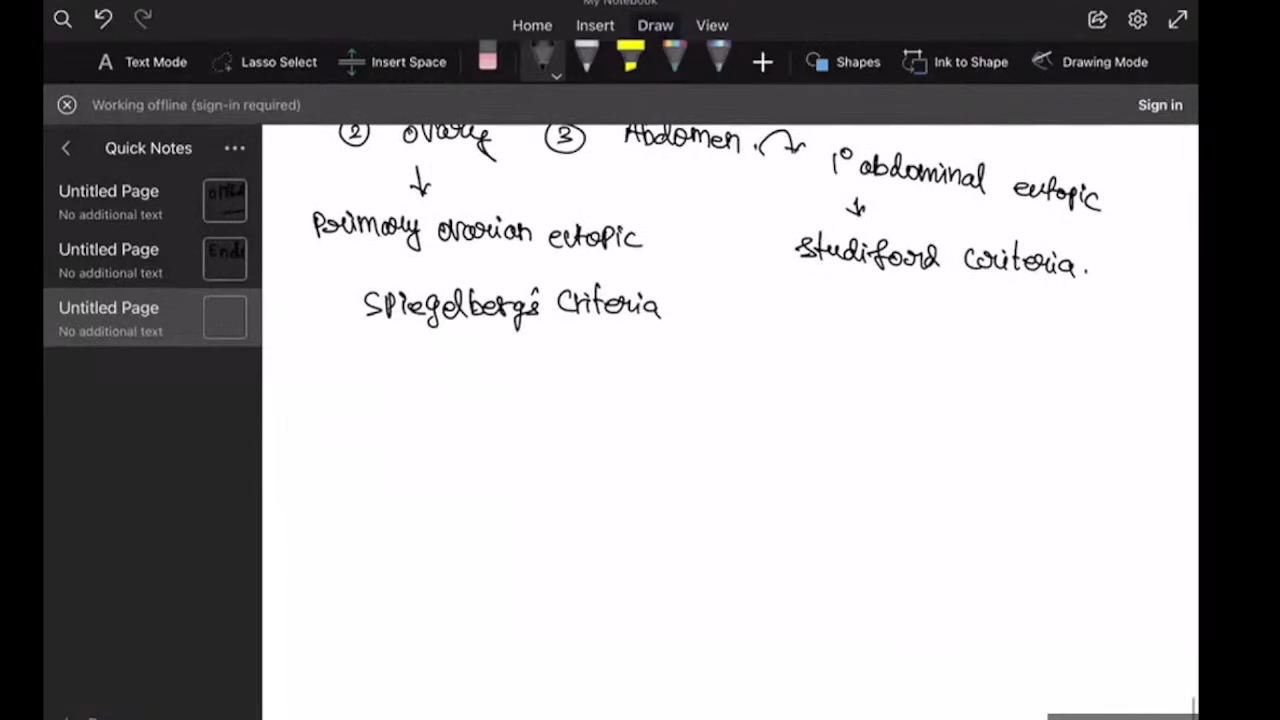 My Notebook
Home Insert Draw View
Text Mode Lasso Select Insert Space Shapes Ink to Shape Drawing Mode
Working offline (sign-in required) Sign in
Quick Notes
Untitled Page
No additional text
Untitled Page
No additional text
Untitled Page
No additional text
② ovary ③ Abdomen.
1° abdominal ectopic
Primary ovarian ectopic
studiford criteria.
Spiegelberg's Criteria